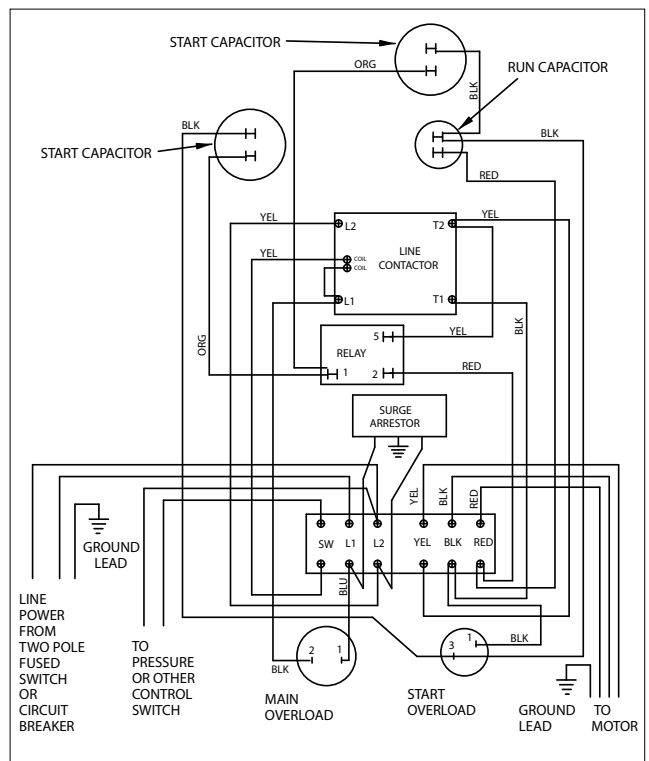 START CAPACITOR
ORG
BLK
RUN CAPACITOR
BLK
BLK
START CAPACITOR
RED
YEL
L2
T2
YEL
YEL
COIL
COIL
LINE
CONTACTOR
L1
T1
ORG
5
YEL
BLK
RELAY
1
2
RED
SURGE
ARRESTOR
YEL
BLK
RED
GROUND
LEAD
SW
L1
L2
YEL
BLK
RED
BLU
LINE
POWER
FROM
TWO POLE
FUSED
SWITCH
OR
CIRCUIT
BREAKER
TO
PRESSURE
OR OTHER
CONTROL
SWITCH
2
1
BLK
MAIN
OVERLOAD
3
1
BLK
START
OVERLOAD
GROUND
LEAD
TO
MOTOR